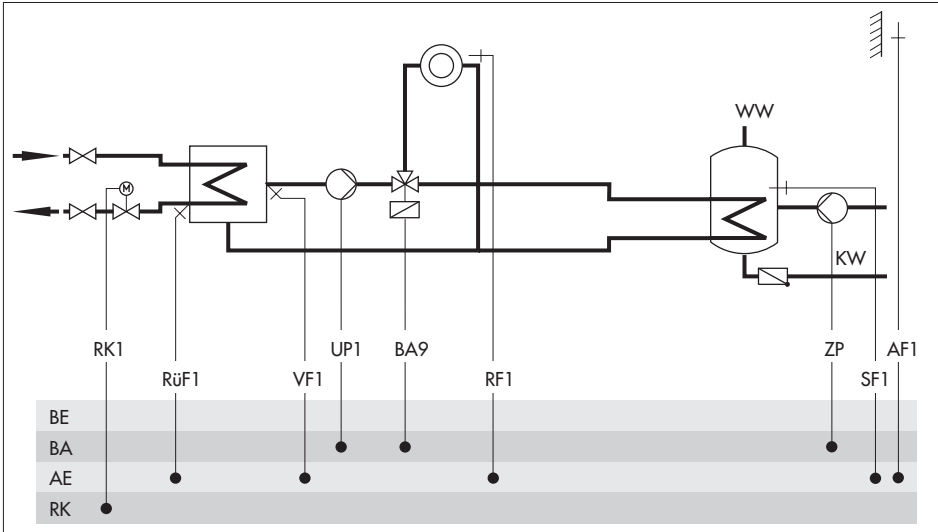 M
WW
KW
RK1 UP1 BA9 ZP AF1
RüF1 VF1 RF1 SF1
BE
BA
AE
RK